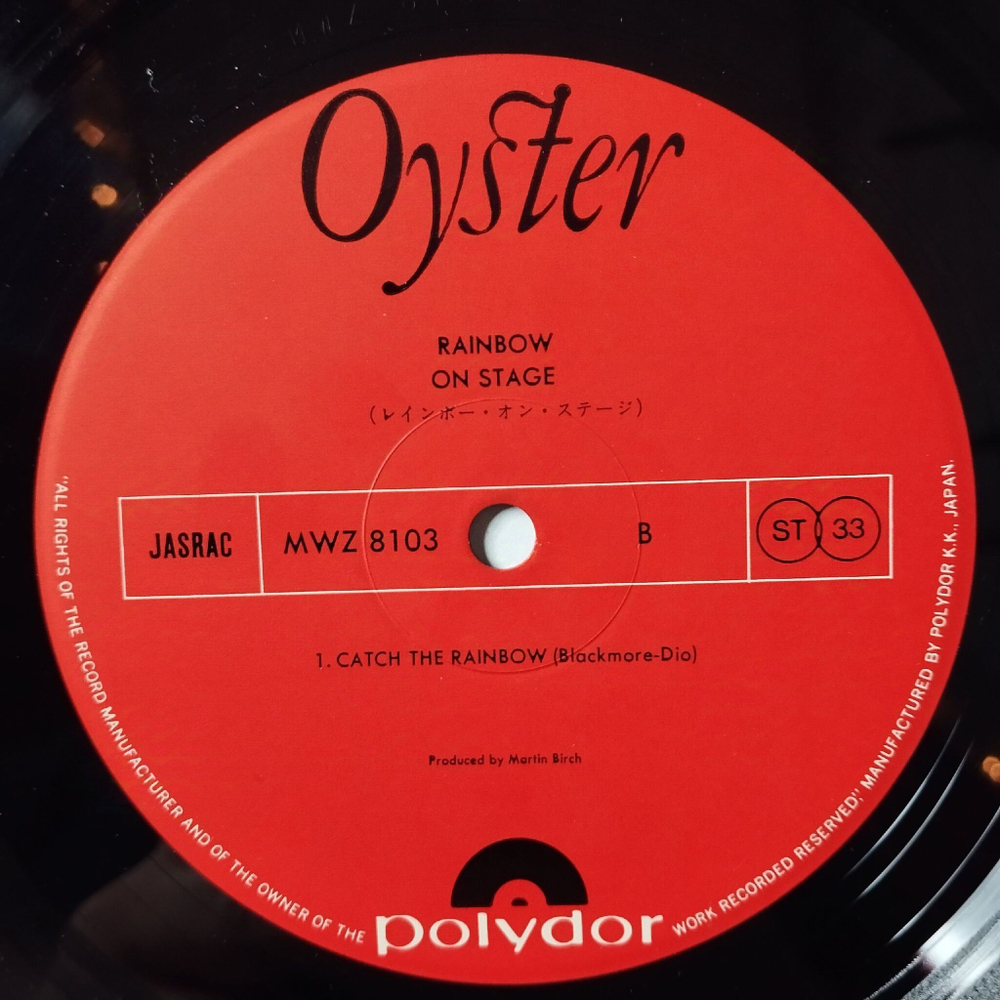 Oyster
RAINBOW
ON STAGE
(レインボー・オン・ステージ)
JASRAC MWZ 8103 B ST 33
1. CATCH THE RAINBOW (Blackmore-Dio)
Produced by Martin Birch
polydor
"ALL RIGHTS OF THE RECORD MANUFACTURER AND OF THE OWNER OF THE WORK RECORDED RESERVED," MANUFACTURED BY POLYDOR K.K., JAPAN.